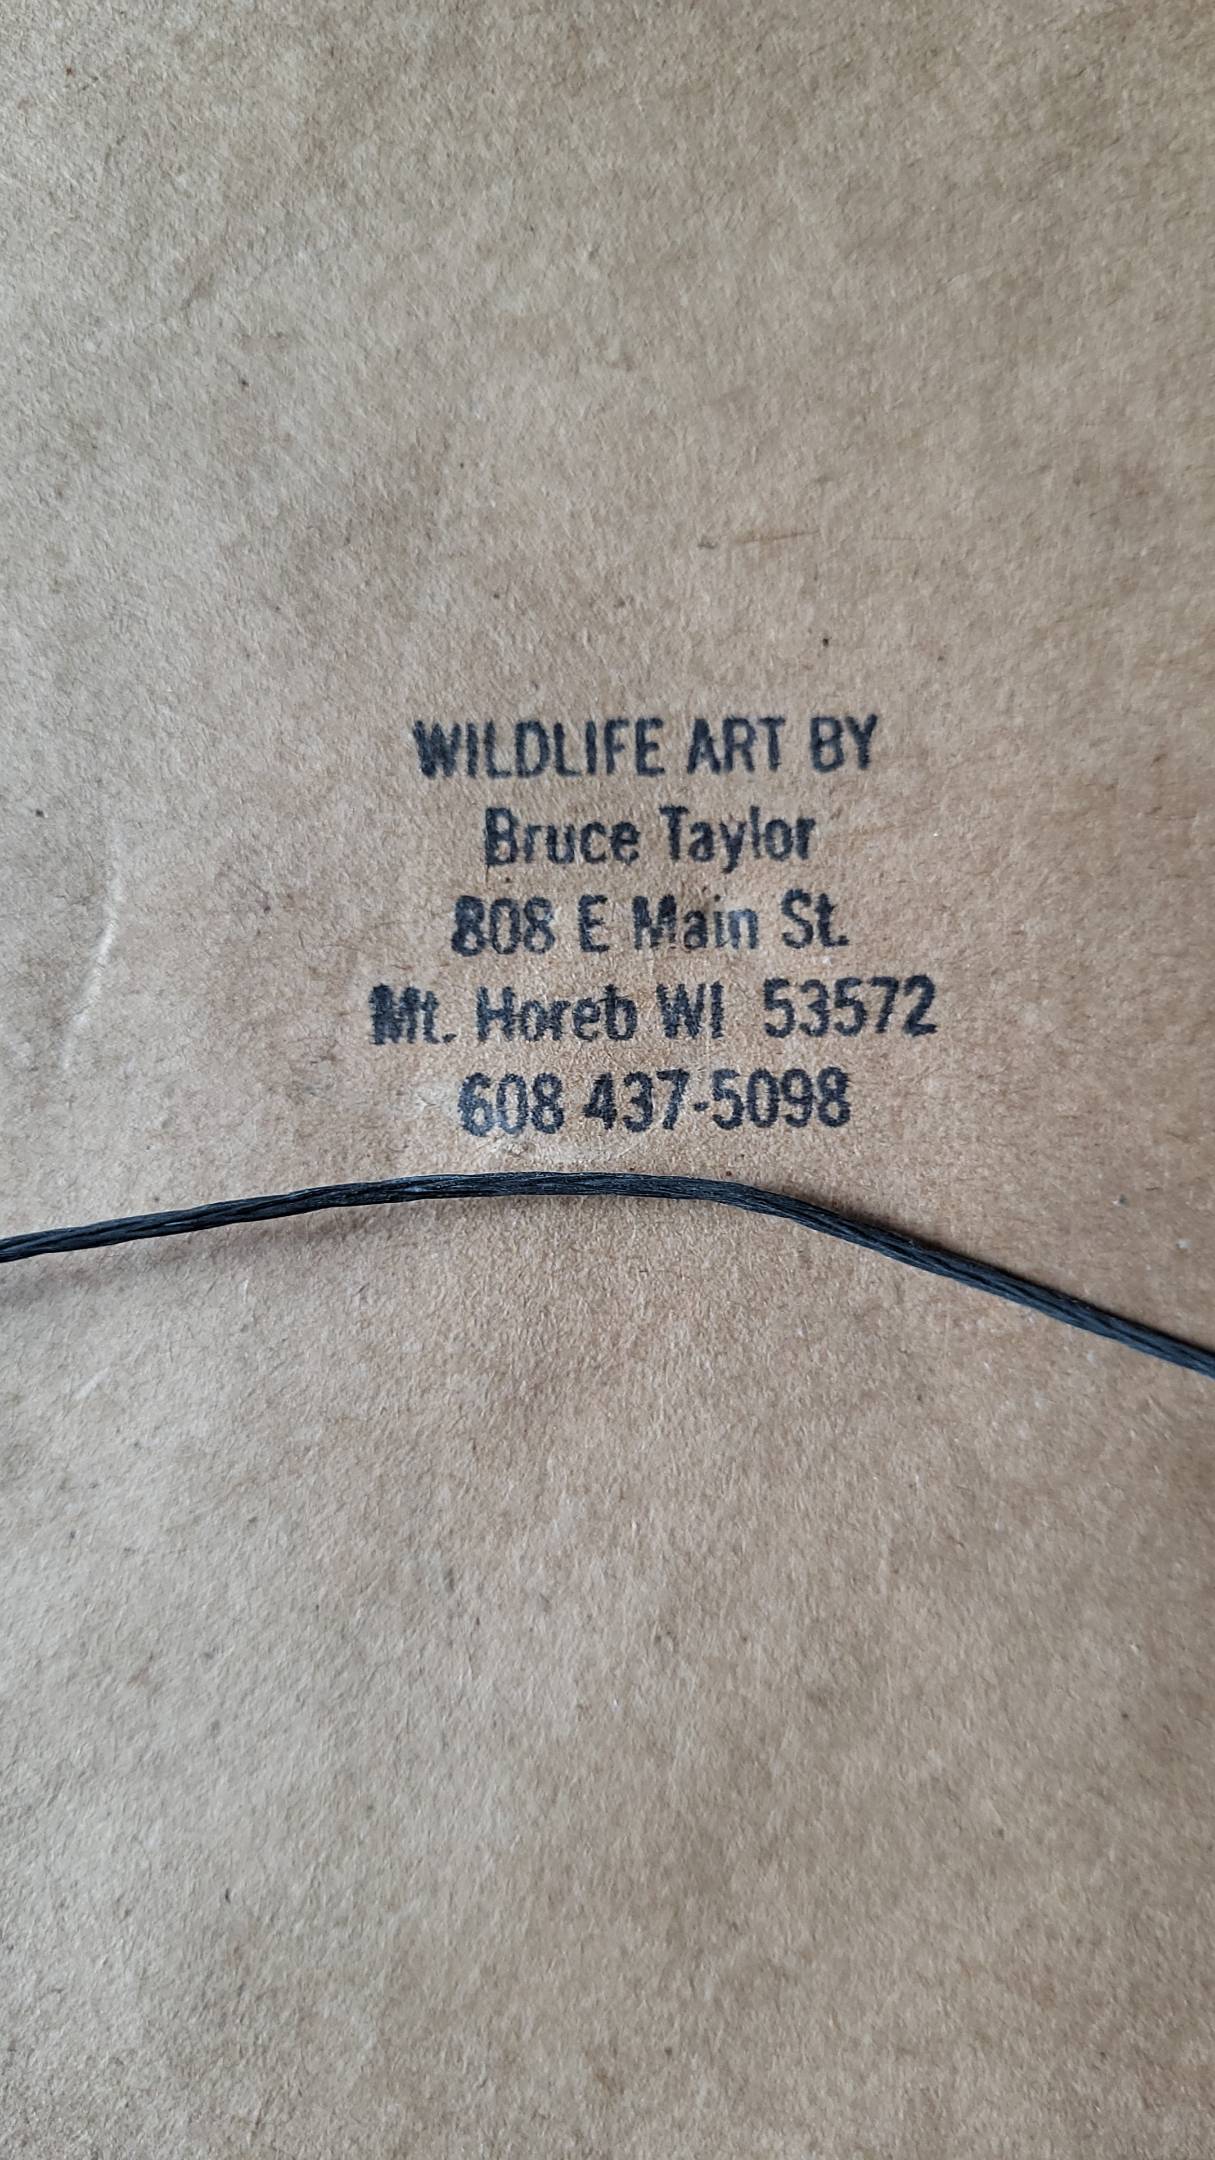 WILDLIFE ART BY
Bruce Taylor
808 E Main St.
Mt. Horeb WI 53572
608 437-5098